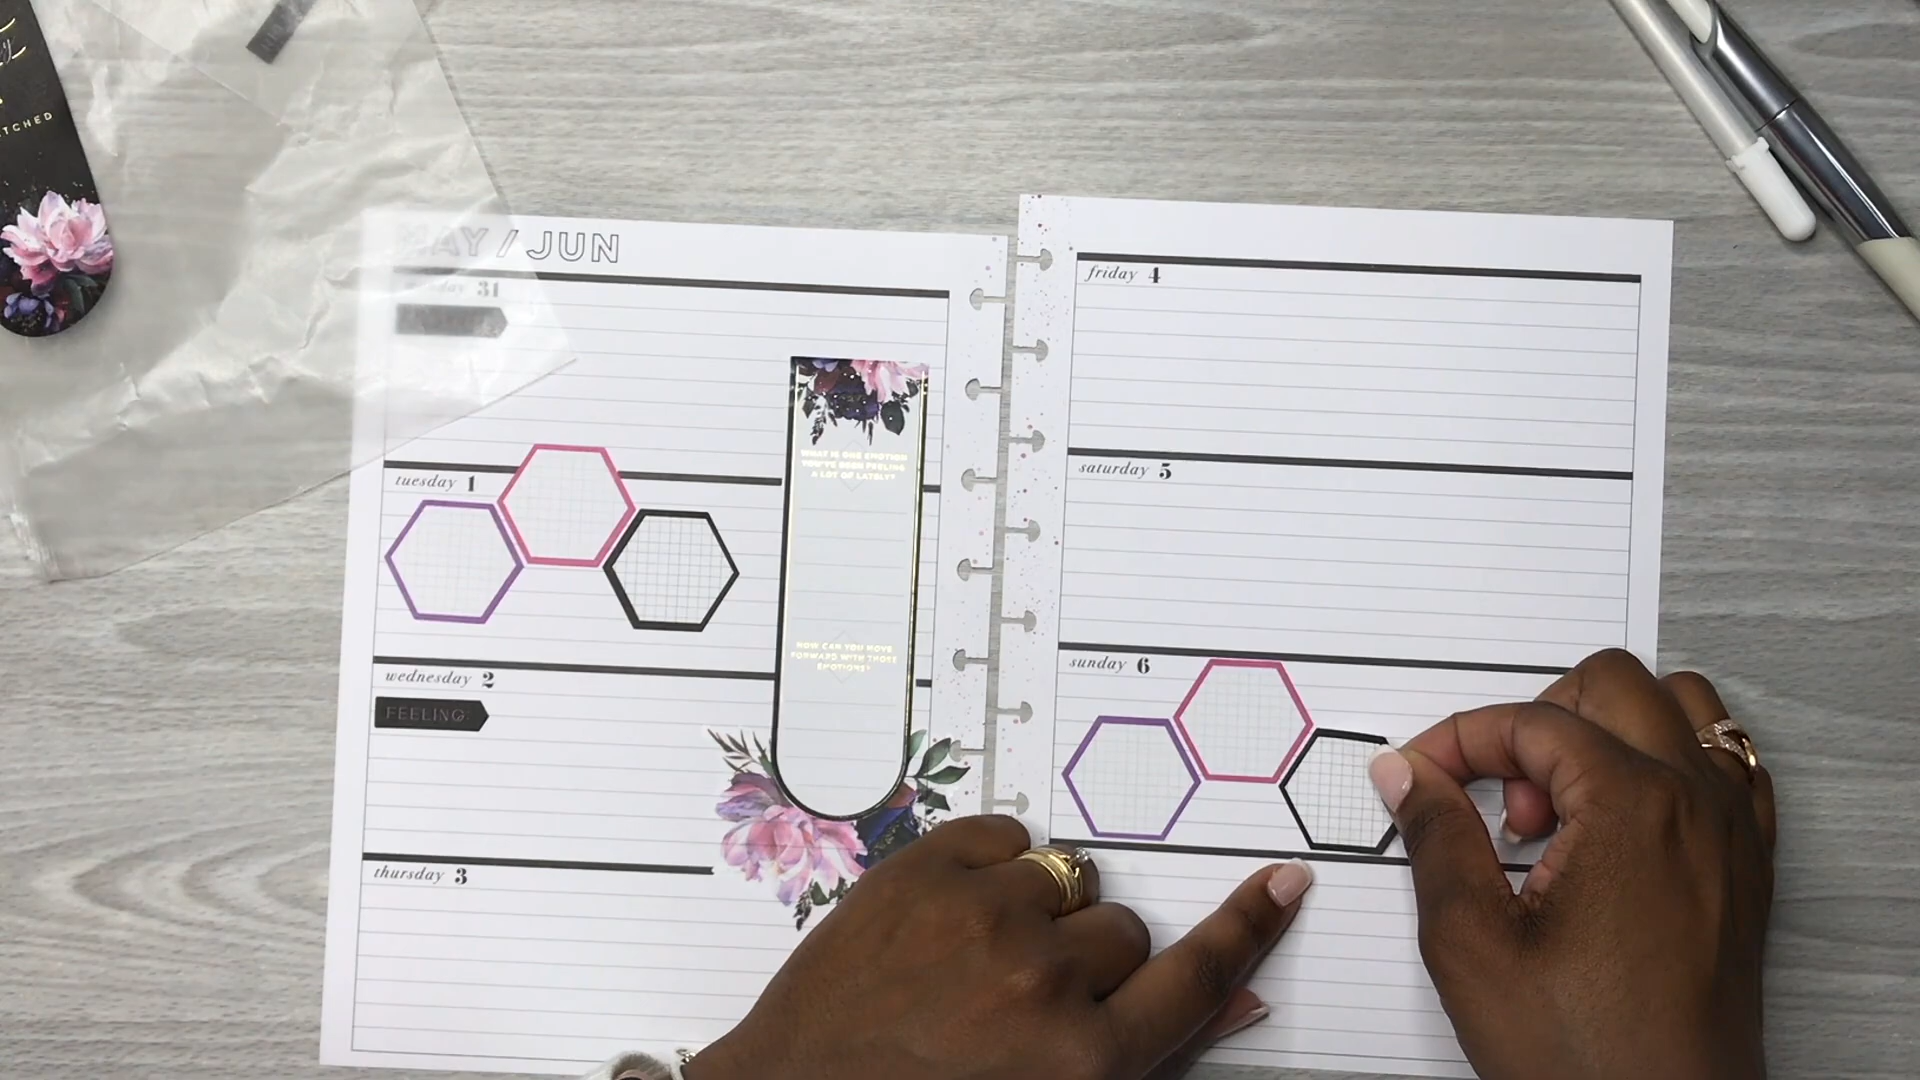 TCHED
MAY / JUN
31
tuesday 1
wednesday 2
FEELING:
thursday 3
WHAT IS ONE EMOTION
YOU'VE BEEN FEELING
A LOT OF LATELY?
HOW CAN YOU MOVE
FORWARD WITH THOSE
EMOTIONS?
friday 4
saturday 5
sunday 6